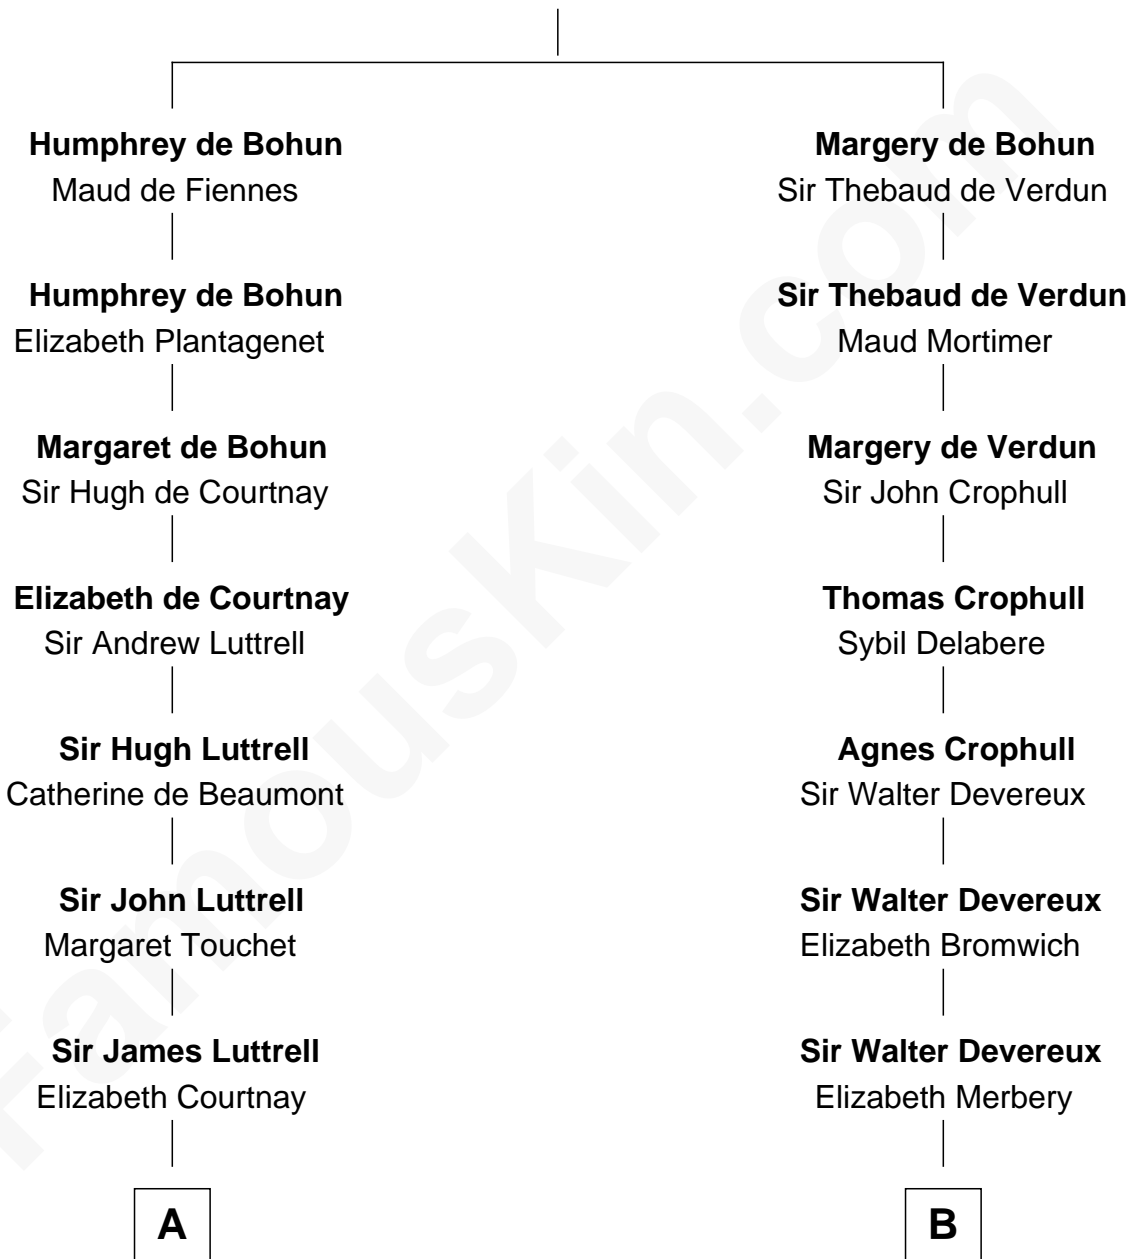 Humphrey de Bohun
Maud de Fiennes
Humphrey de Bohun
Elizabeth Plantagenet
Margaret de Bohun
Sir Hugh de Courtnay
Elizabeth de Courtnay
Sir Andrew Luttrell
Sir Hugh Luttrell
Catherine de Beaumont
Sir John Luttrell
Margaret Touchet
Sir James Luttrell
Elizabeth Courtnay
A
Margery de Bohun
Sir Thebaud de Verdun
Sir Thebaud de Verdun
Maud Mortimer
Margery de Verdun
Sir John Crophull
Thomas Crophull
Sybil Delabere
Agnes Crophull
Sir Walter Devereux
Sir Walter Devereux
Elizabeth Bromwich
Sir Walter Devereux
Elizabeth Merbery
B
FamousKin.com